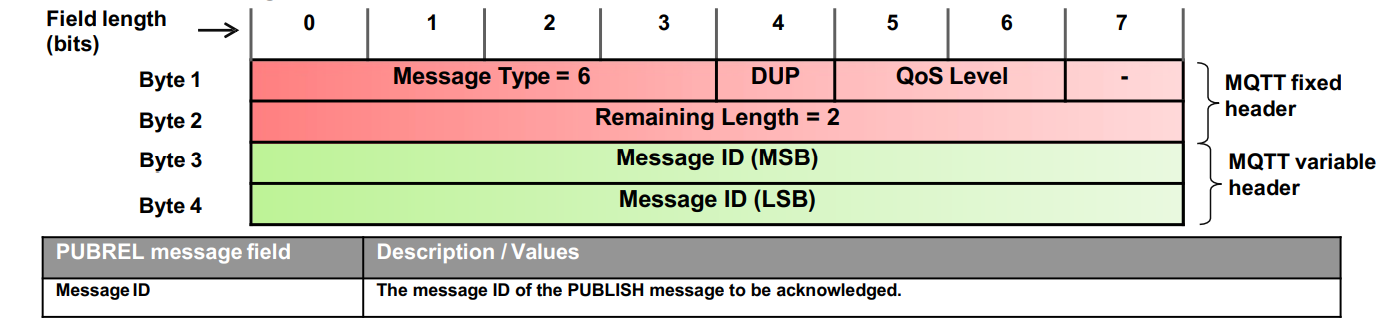 Field length (bits) 0 1 2 3 4 5 6 7
Byte 1 Message Type = 6 DUP QoS Level -
Byte 2 Remaining Length = 2
MQTT fixed header
Byte 3 Message ID (MSB)
Byte 4 Message ID (LSB)
MQTT variable header
PUBREL message field Description / Values
Message ID The message ID of the PUBLISH message to be acknowledged.